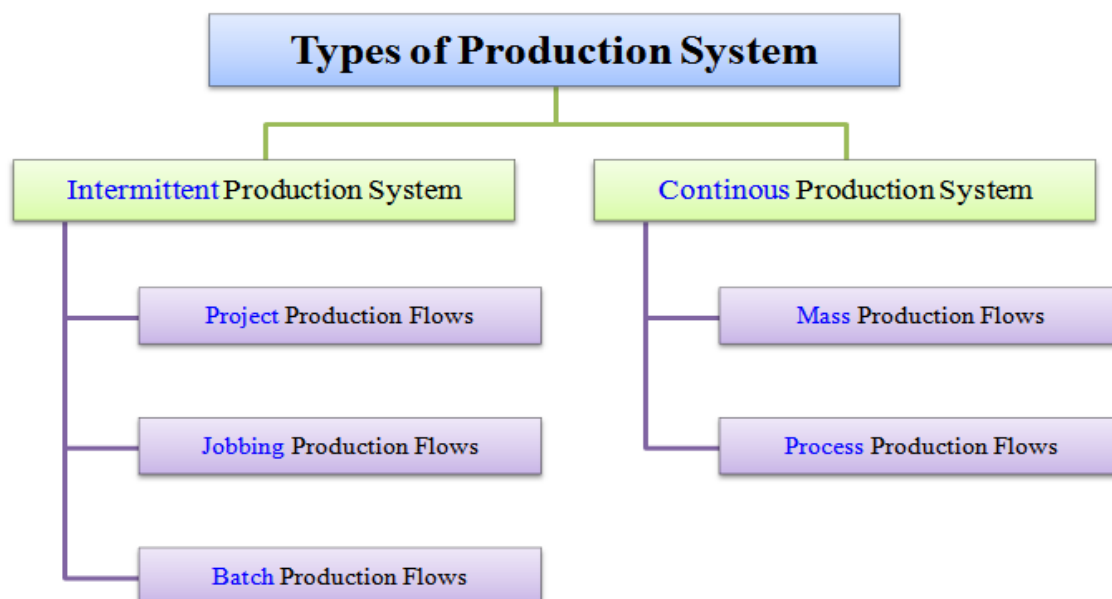 Types of Production System
Intermittent Production System
Continous Production System
Project Production Flows
Mass Production Flows
Jobbing Production Flows
Process Production Flows
Batch Production Flows